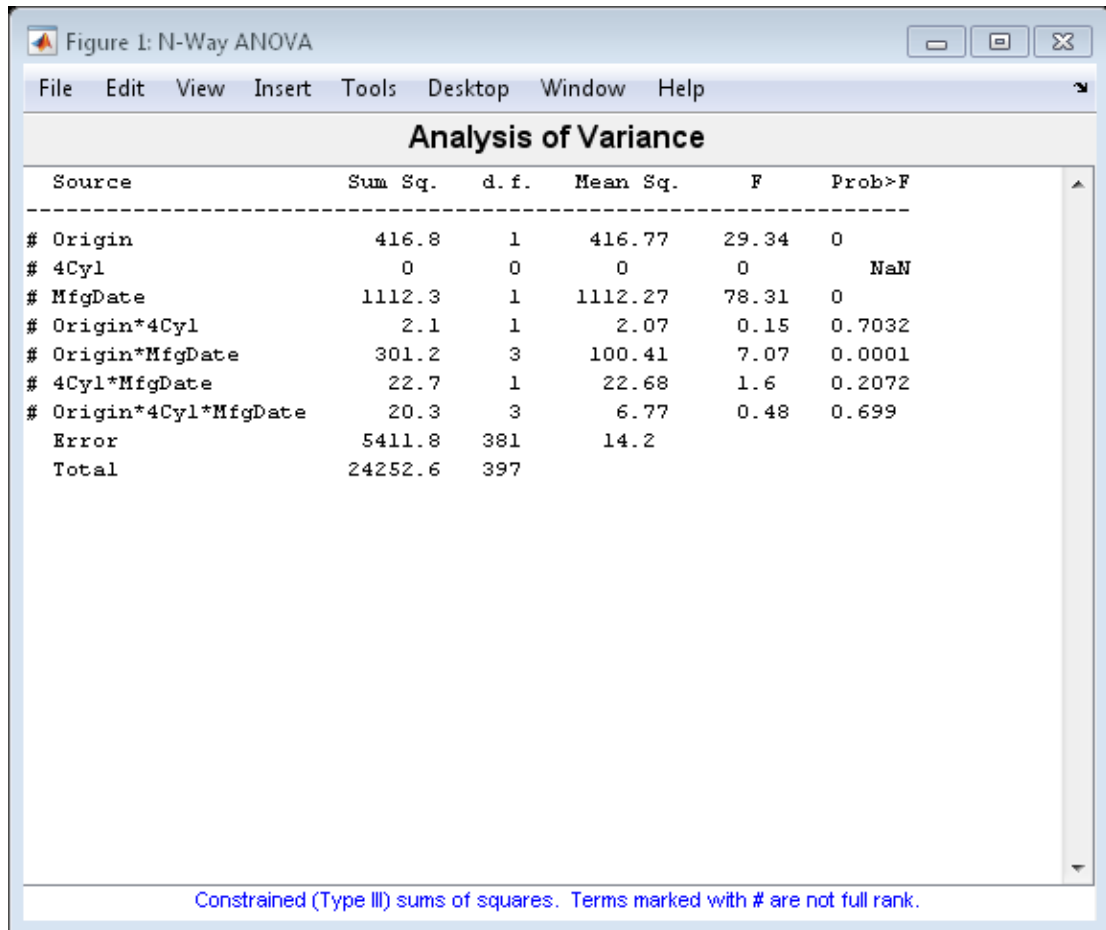 Figure 1: N-Way ANOVA
File Edit View Insert Tools Desktop Window Help
Analysis of Variance
Source Sum Sq. d.f. Mean Sq. F Prob>F
# Origin 416.8 1 416.77 29.34 0
# 4Cyl 0 0 0 0 NaN
# MfgDate 1112.3 1 1112.27 78.31 0
# Origin*4Cyl 2.1 1 2.07 0.15 0.7032
# Origin*MfgDate 301.2 3 100.41 7.07 0.0001
# 4Cyl*MfgDate 22.7 1 22.68 1.6 0.2072
# Origin*4Cyl*MfgDate 20.3 3 6.77 0.48 0.699
Error 5411.8 381 14.2
Total 24252.6 397
Constrained (Type III) sums of squares. Terms marked with # are not full rank.